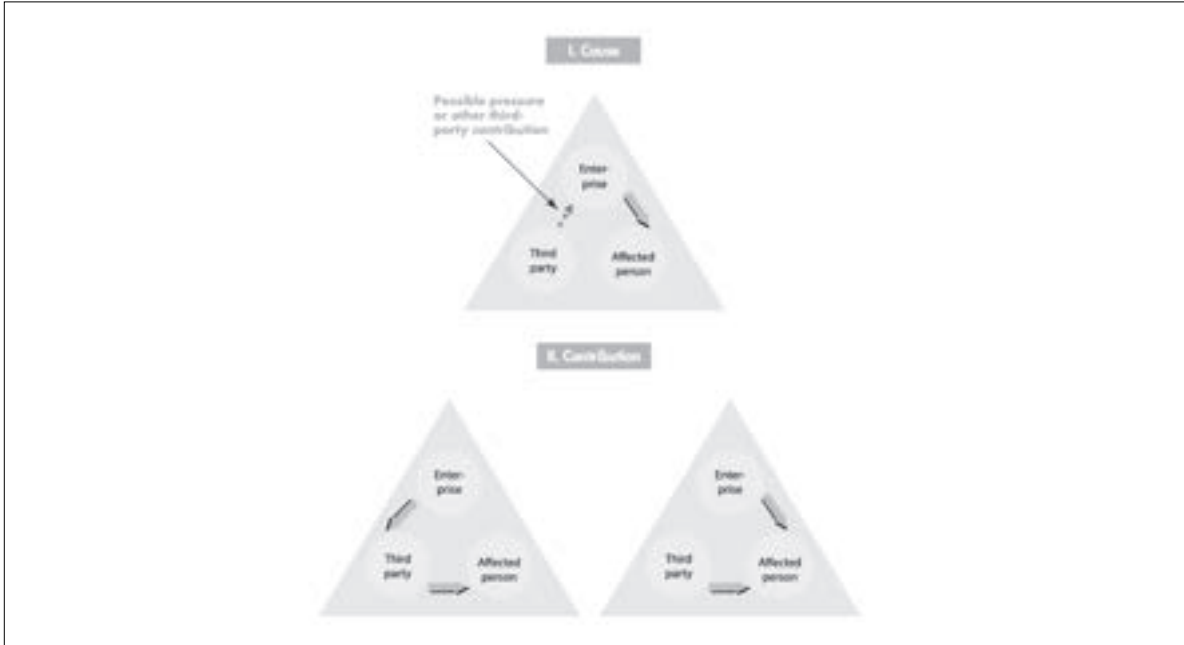 I. Cause
Possible pressure
or other third-
party contribution
Enter-
prise
Third
party
Affected
person
II. Contribution
Enter-
prise
Third
party
Affected
person
Enter-
prise
Third
party
Affected
person